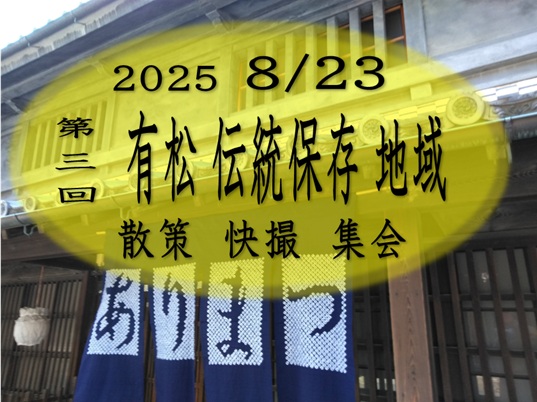 2025 8/23
第三回
有松 伝統保存 地域
散策 快撮 集会
ありまつ